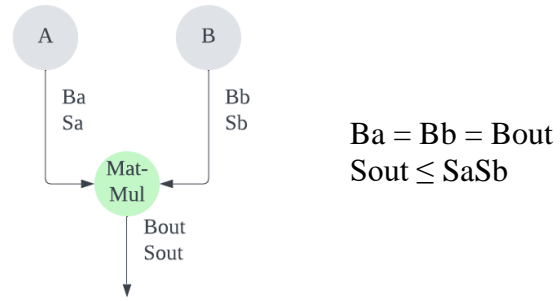 A
B
Ba
Sa
Bb
Sb
Mat-
Mul
Bout
Sout
Ba = Bb = Bout
Sout ≤ SaSb